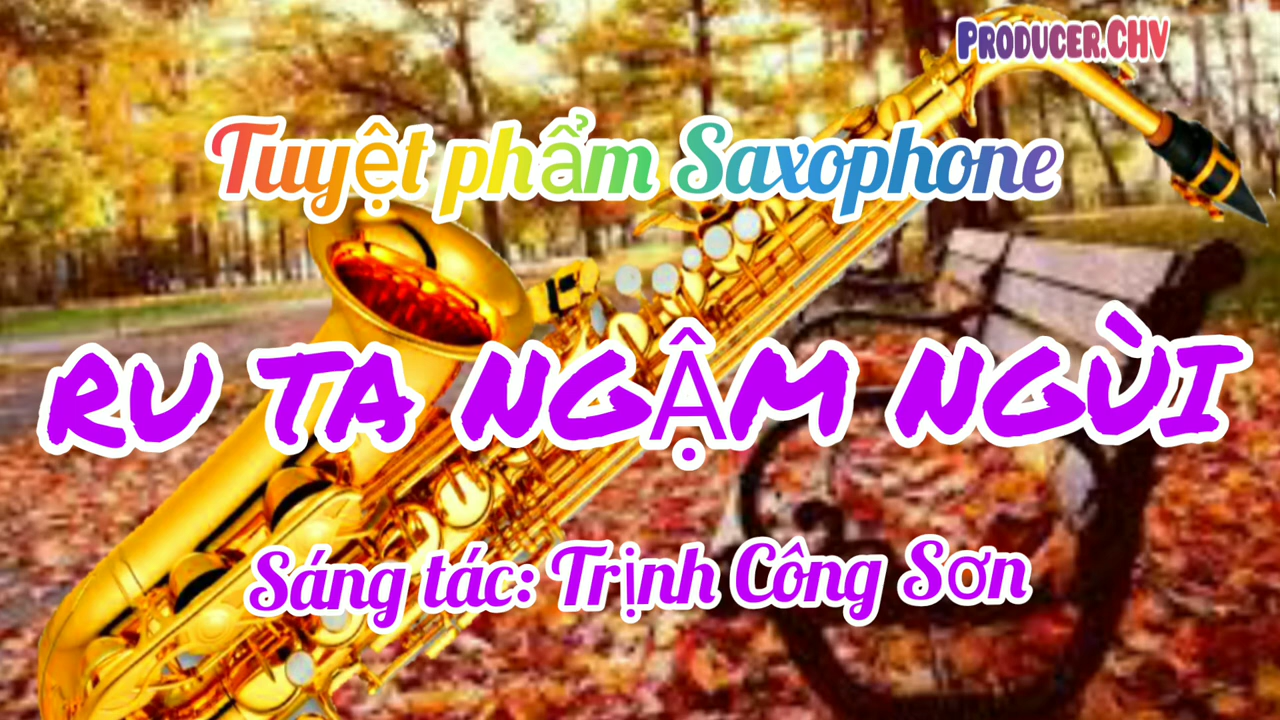 PRODUCER.CHV
Tuyệt phẩm Saxophone
RU TA NGẬM NGÙI
Sáng tác: Trịnh Công Sơn